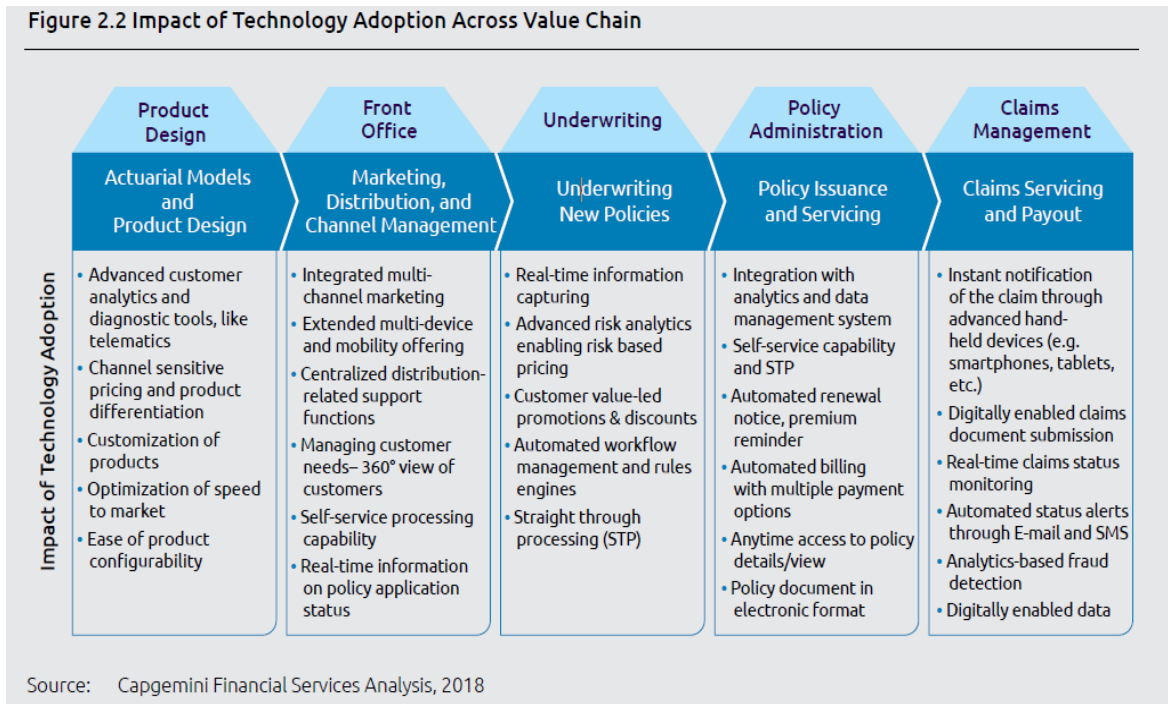 Figure 2.2 Impact of Technology Adoption Across Value Chain
Product
Design
Front
Office
Underwriting
Policy
Administration
Claims
Management
Actuarial Models
and
Product Design
Marketing,
Distribution, and
Channel Management
Underwriting
New Policies
Policy Issuance
and Servicing
Claims Servicing
and Payout
Impact of Technology Adoption
• Advanced customer
analytics and
diagnostic tools, like
telematics
• Channel sensitive
pricing and product
differentiation
• Customization of
products
• Optimization of speed
to market
• Ease of product
configurability
• Integrated multi-
channel marketing
• Extended multi-device
and mobility offering
• Centralized distribution-
related support
functions
• Managing customer
needs– 360° view of
customers
• Self-service processing
capability
• Real-time information
on policy application
status
• Real-time information
capturing
• Advanced risk analytics
enabling risk based
pricing
• Customer value-led
promotions & discounts
• Automated workflow
management and rules
engines
• Straight through
processing (STP)
• Integration with
analytics and data
management system
• Self-service capability
and STP
• Automated renewal
notice, premium
reminder
• Automated billing
with multiple payment
options
• Anytime access to policy
details/view
• Policy document in
electronic format
• Instant notification
of the claim through
advanced hand-
held devices (e.g.
smartphones, tablets,
etc.)
• Digitally enabled claims
document submission
• Real-time claims status
monitoring
• Automated status alerts
through E-mail and SMS
• Analytics-based fraud
detection
• Digitally enabled data
Source: Capgemini Financial Services Analysis, 2018